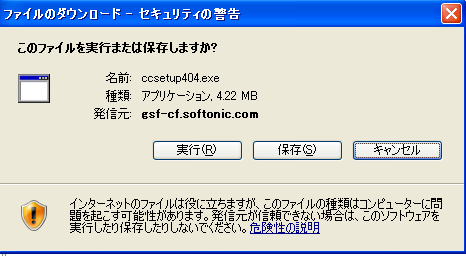 ファイルのダウンロード - セキュリティの警告
このファイルを実行または保存しますか?
名前: ccsetup404.exe
種類: アプリケーション, 4.22 MB
発信元: gsf-cf.softonic.com
実行(R) 保存(S) キャンセル
インターネットのファイルは役に立ちますが、このファイルの種類はコンピューターに問
題を起こす可能性があります。発信元が信頼できない場合は、このソフトウェアを
実行したり保存したりしないでください。危険性の説明